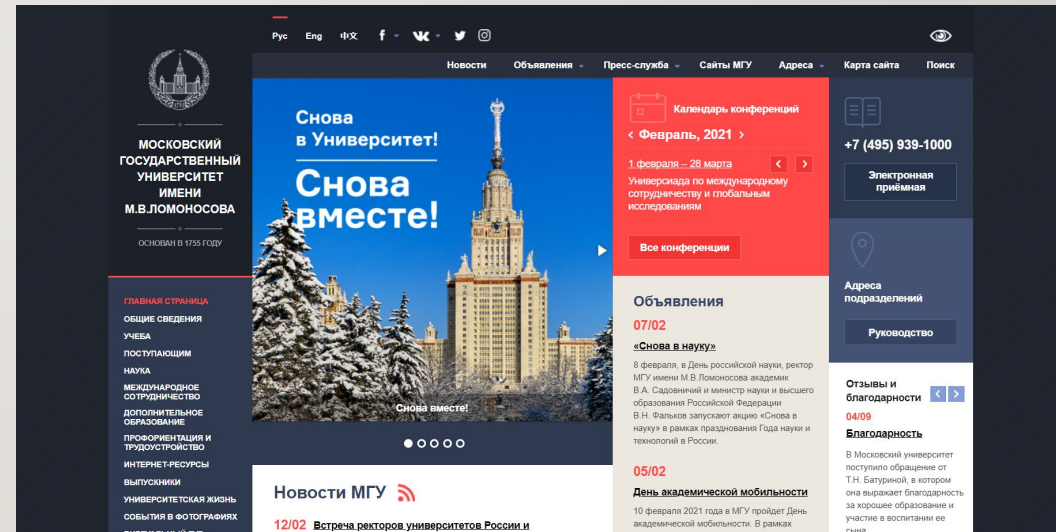 Рус Eng 中文
Новости Объявления Пресс-служба Сайты МГУ Адреса Карта сайта Поиск
1755
МОСКОВСКИЙ
ГОСУДАРСТВЕННЫЙ
УНИВЕРСИТЕТ
ИМЕНИ
М.В.ЛОМОНОСОВА
ОСНОВАН В 1755 ГОДУ
ГЛАВНАЯ СТРАНИЦА
ОБЩИЕ СВЕДЕНИЯ
УЧЕБА
ПОСТУПАЮЩИМ
НАУКА
МЕЖДУНАРОДНОЕ
СОТРУДНИЧЕСТВО
ДОПОЛНИТЕЛЬНОЕ
ОБРАЗОВАНИЕ
ПРОФОРИЕНТАЦИЯ И
ТРУДОУСТРОЙСТВО
ИНТЕРНЕТ-РЕСУРСЫ
ВЫПУСКНИКИ
УНИВЕРСИТЕТСКАЯ ЖИЗНЬ
СОБЫТИЯ В ФОТОГРАФИЯХ
Снова
в Университет!
Снова
вместе!
Снова вместе!
Новости МГУ
12/02 Встреча ректоров университетов России и
Календарь конференций
Февраль, 2021
1 февраля – 28 марта
Универсиада по международному
сотрудничеству и глобальным
исследованиям
Все конференции
Объявления
07/02
«Снова в науку»
8 февраля, в День российской науки, ректор
МГУ имени М.В.Ломоносова академик
В.А. Садовничий и министр науки и высшего
образования Российской Федерации
В.Н. Фальков запускают акцию «Снова в
науку» в рамках празднования Года науки и
технологий в России.
05/02
День академической мобильности
10 февраля 2021 года в МГУ пройдет День
академической мобильности. В рамках
+7 (495) 939-1000
Электронная
приёмная
Адреса
подразделений
Руководство
Отзывы и
благодарности
04/09
Благодарность
В Московский университет
поступило обращение от
Т.Н. Батуриной, в котором
она выражает благодарность
за хорошее образование и
участие в воспитании ее
сына